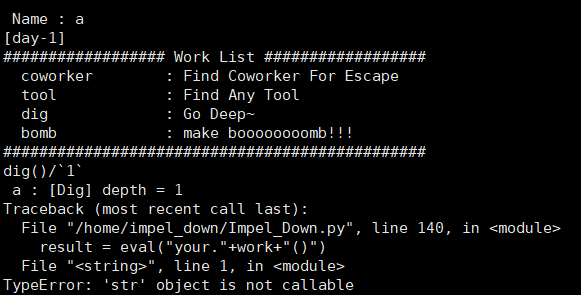 Name : a
[day-1]
################## Work List ##################
coworker : Find Coworker For Escape
tool : Find Any Tool
dig : Go Deep~
bomb : make boooooooomb!!!
###############################################
dig()/`1`
a : [Dig] depth = 1
Traceback (most recent call last):
File "/home/impel_down/Impel_Down.py", line 140, in <module>
result = eval("your."+work+"()")
File "<string>", line 1, in <module>
TypeError: 'str' object is not callable